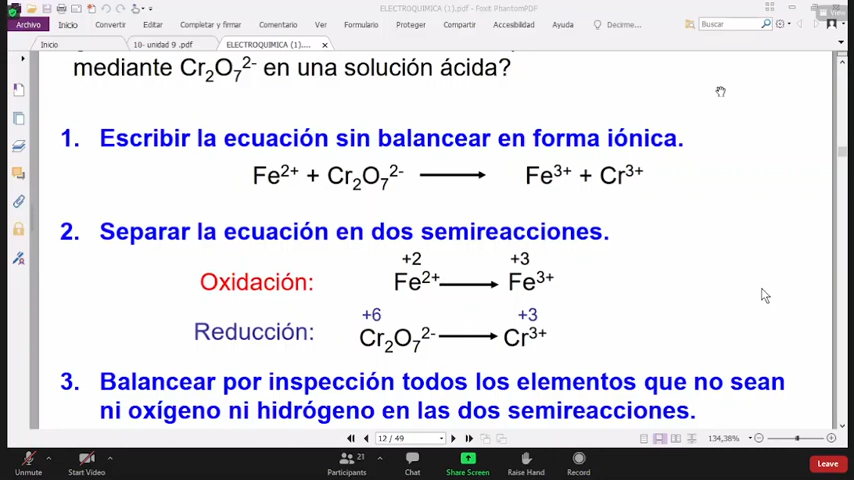 ELECTROQUIMICA (1).pdf - Foxit PhantomPDF
Archivo Inicio Convertir Editar Completar y firmar Comentario Ver Formulario Proteger Compartir Accesibilidad Ayuda Decirme... Buscar
Inicio 10- unidad 9 .pdf ELECTROQUIMICA (1)....
mediante Cr₂O₇²⁻ en una solución ácida?
1. Escribir la ecuación sin balancear en forma iónica.
Fe²⁺ + Cr₂O₇²⁻ ⟶ Fe³⁺ + Cr³⁺
2. Separar la ecuación en dos semireacciones.
+2 +3
Oxidación: Fe²⁺ ⟶ Fe³⁺
+6 +3
Reducción: Cr₂O₇²⁻ ⟶ Cr³⁺
3. Balancear por inspección todos los elementos que no sean
ni oxígeno ni hidrógeno en las dos semireacciones.
12 / 49 134,38%
Unmute Start Video Participants 21 Chat Share Screen Raise Hand Record Leave